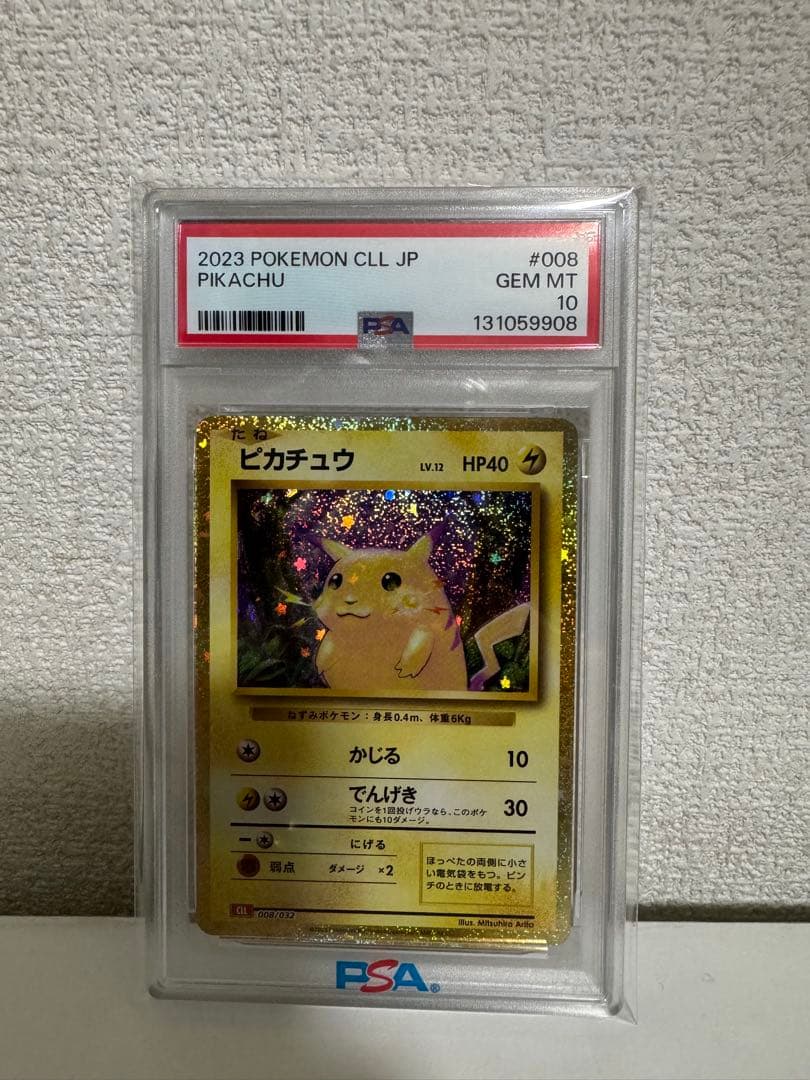 2023 POKEMON CLL JP #008
PIKACHU GEM MT
10
PSA 131059908
たね
ピカチュウ LV.12 HP40
ねずみポケモン：身長0.4m、体重6Kg
かじる 10
でんげき 30
コインを1回投げウラなら、このポケ
モンにも10ダメージ。
にげる
弱点 ダメージ ×2
ほっぺたの両側に小さ
い電気袋をもつ。ピン
チのときに放電する。
CLL 008/032
Illus. Mitsuhiro Arita
PSA®